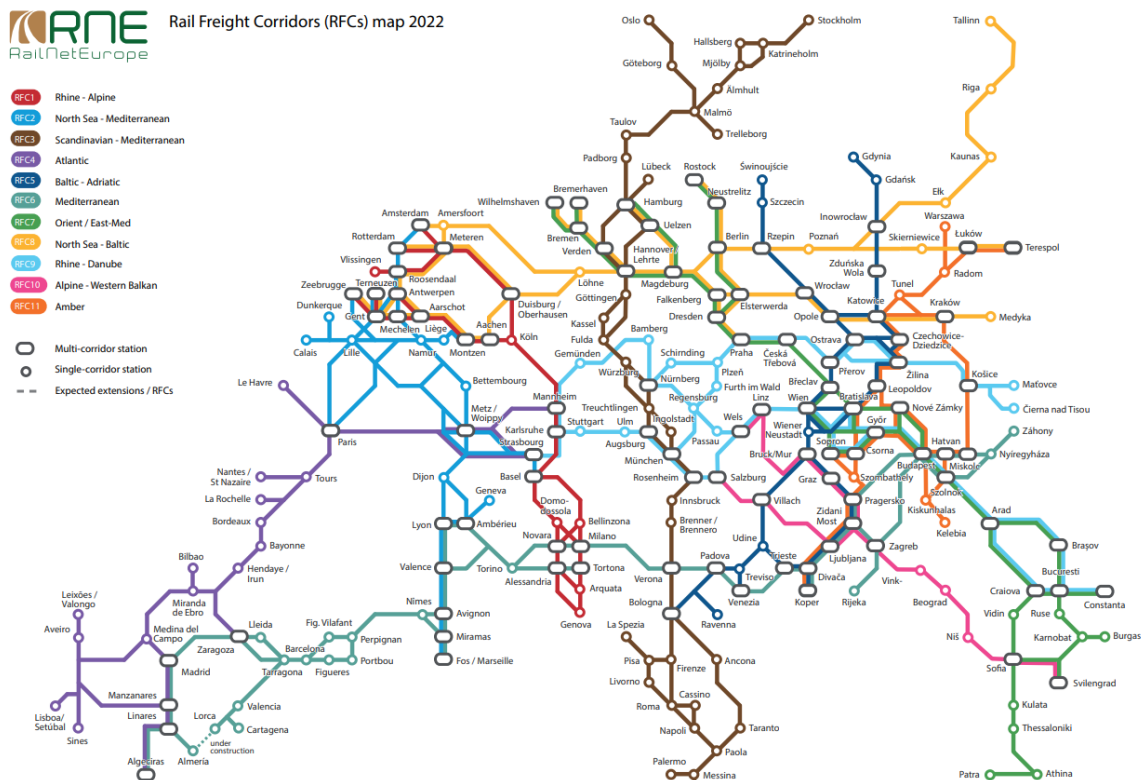 RNE
RailNetEurope
Rail Freight Corridors (RFCs) map 2022
RFC1 Rhine - Alpine
RFC2 North Sea - Mediterranean
RFC3 Scandinavian - Mediterranean
RFC4 Atlantic
RFC5 Baltic - Adriatic
RFC6 Mediterranean
RFC7 Orient / East-Med
RFC8 North Sea - Baltic
RFC9 Rhine - Danube
RFC10 Alpine - Western Balkan
RFC11 Amber
Multi-corridor station
Single-corridor station
Expected extensions / RFCs
Oslo
Stockholm
Tallinn
Hallsberg
Katrineholm
Göteborg
Mjölby
Älmhult
Riga
Malmö
Taulov
Trelleborg
Padborg
Lübeck
Rostock
Świnoujście
Gdynia
Kaunas
Gdańsk
Ełk
Bremerhaven
Wilhelmshaven
Neustrelitz
Hamburg
Szczecin
Inowrocław
Warszawa
Amsterdam
Amersfoort
Uelzen
Bremen
Verden
Hannover/
Lehrte
Berlin
Rzepin
Poznań
Skierniewice
Łuków
Terespol
Rotterdam
Meteren
Vlissingen
Roosendaal
Zeebrugge
Terneuzen
Antwerpen
Löhne
Magdeburg
Zduńska
Wola
Radom
Dunkerque
Gent
Aarschot
Duisburg /
Oberhausen
Göttingen
Falkenberg
Elsterwerda
Wrocław
Katowice
Tunel
Kraków
Mechelen
Liège
Aachen
Köln
Kassel
Dresden
Opole
Medyka
Calais
Lille
Namur
Montzen
Fulda
Bamberg
Praha
Česká
Třebová
Ostrava
Czechowice-
Dziedzice
Gemünden
Schirnding
Přerov
Žilina
Le Havre
Bettembourg
Würzburg
Nürnberg
Plzeň
Furth im Wald
Břeclav
Leopoldov
Košice
Maťovce
Mannheim
Treuchtlingen
Regensburg
Linz
Wien
Bratislava
Nové Zámky
Čierna nad Tisou
Metz /
Woippy
Karlsruhe
Stuttgart
Ulm
Ingolstadt
Wels
Wiener
Neustadt
Györ
Paris
Strasbourg
Augsburg
Passau
Sopron
Csorna
Hatvan
Záhony
München
Bruck/Mur
Budapest
Miskolc
Nyíregyháza
Nantes /
St Nazaire
Tours
Dijon
Basel
Rosenheim
Salzburg
Graz
Szombathely
Szolnok
La Rochelle
Geneva
Domo-
dossola
Bellinzona
Innsbruck
Villach
Pragersko
Kiskunhalas
Arad
Bordeaux
Lyon
Ambérieu
Brenner /
Brennero
Zidani
Most
Kelebia
Bayonne
Novara
Milano
Udine
Ljubljana
Zagreb
Brașov
Bilbao
Hendaye /
Irun
Valence
Torino
Alessandria
Tortona
Verona
Padova
Treviso
Trieste
Divača
Vink-
Bucuresti
Leixões /
Valongo
Miranda
de Ebro
Arquata
Venezia
Koper
Rijeka
Beograd
Craiova
Constanta
Nîmes
Avignon
Genova
Bologna
Ravenna
Vidin
Ruse
Aveiro
Medina del
Campo
Lleida
Fig. Vilafant
Perpignan
Miramas
La Spezia
Niš
Karnobat
Burgas
Zaragoza
Barcelona
Madrid
Tarragona
Figueres
Portbou
Fos / Marseille
Pisa
Firenze
Ancona
Sofia
Livorno
Svilengrad
Manzanares
Valencia
Cassino
Lisboa/
Setúbal
Linares
Lorca
Roma
Kulata
Sines
Cartagena
Napoli
Taranto
Thessaloniki
under
construction
Algeciras
Almería
Paola
Palermo
Messina
Patra
Athina